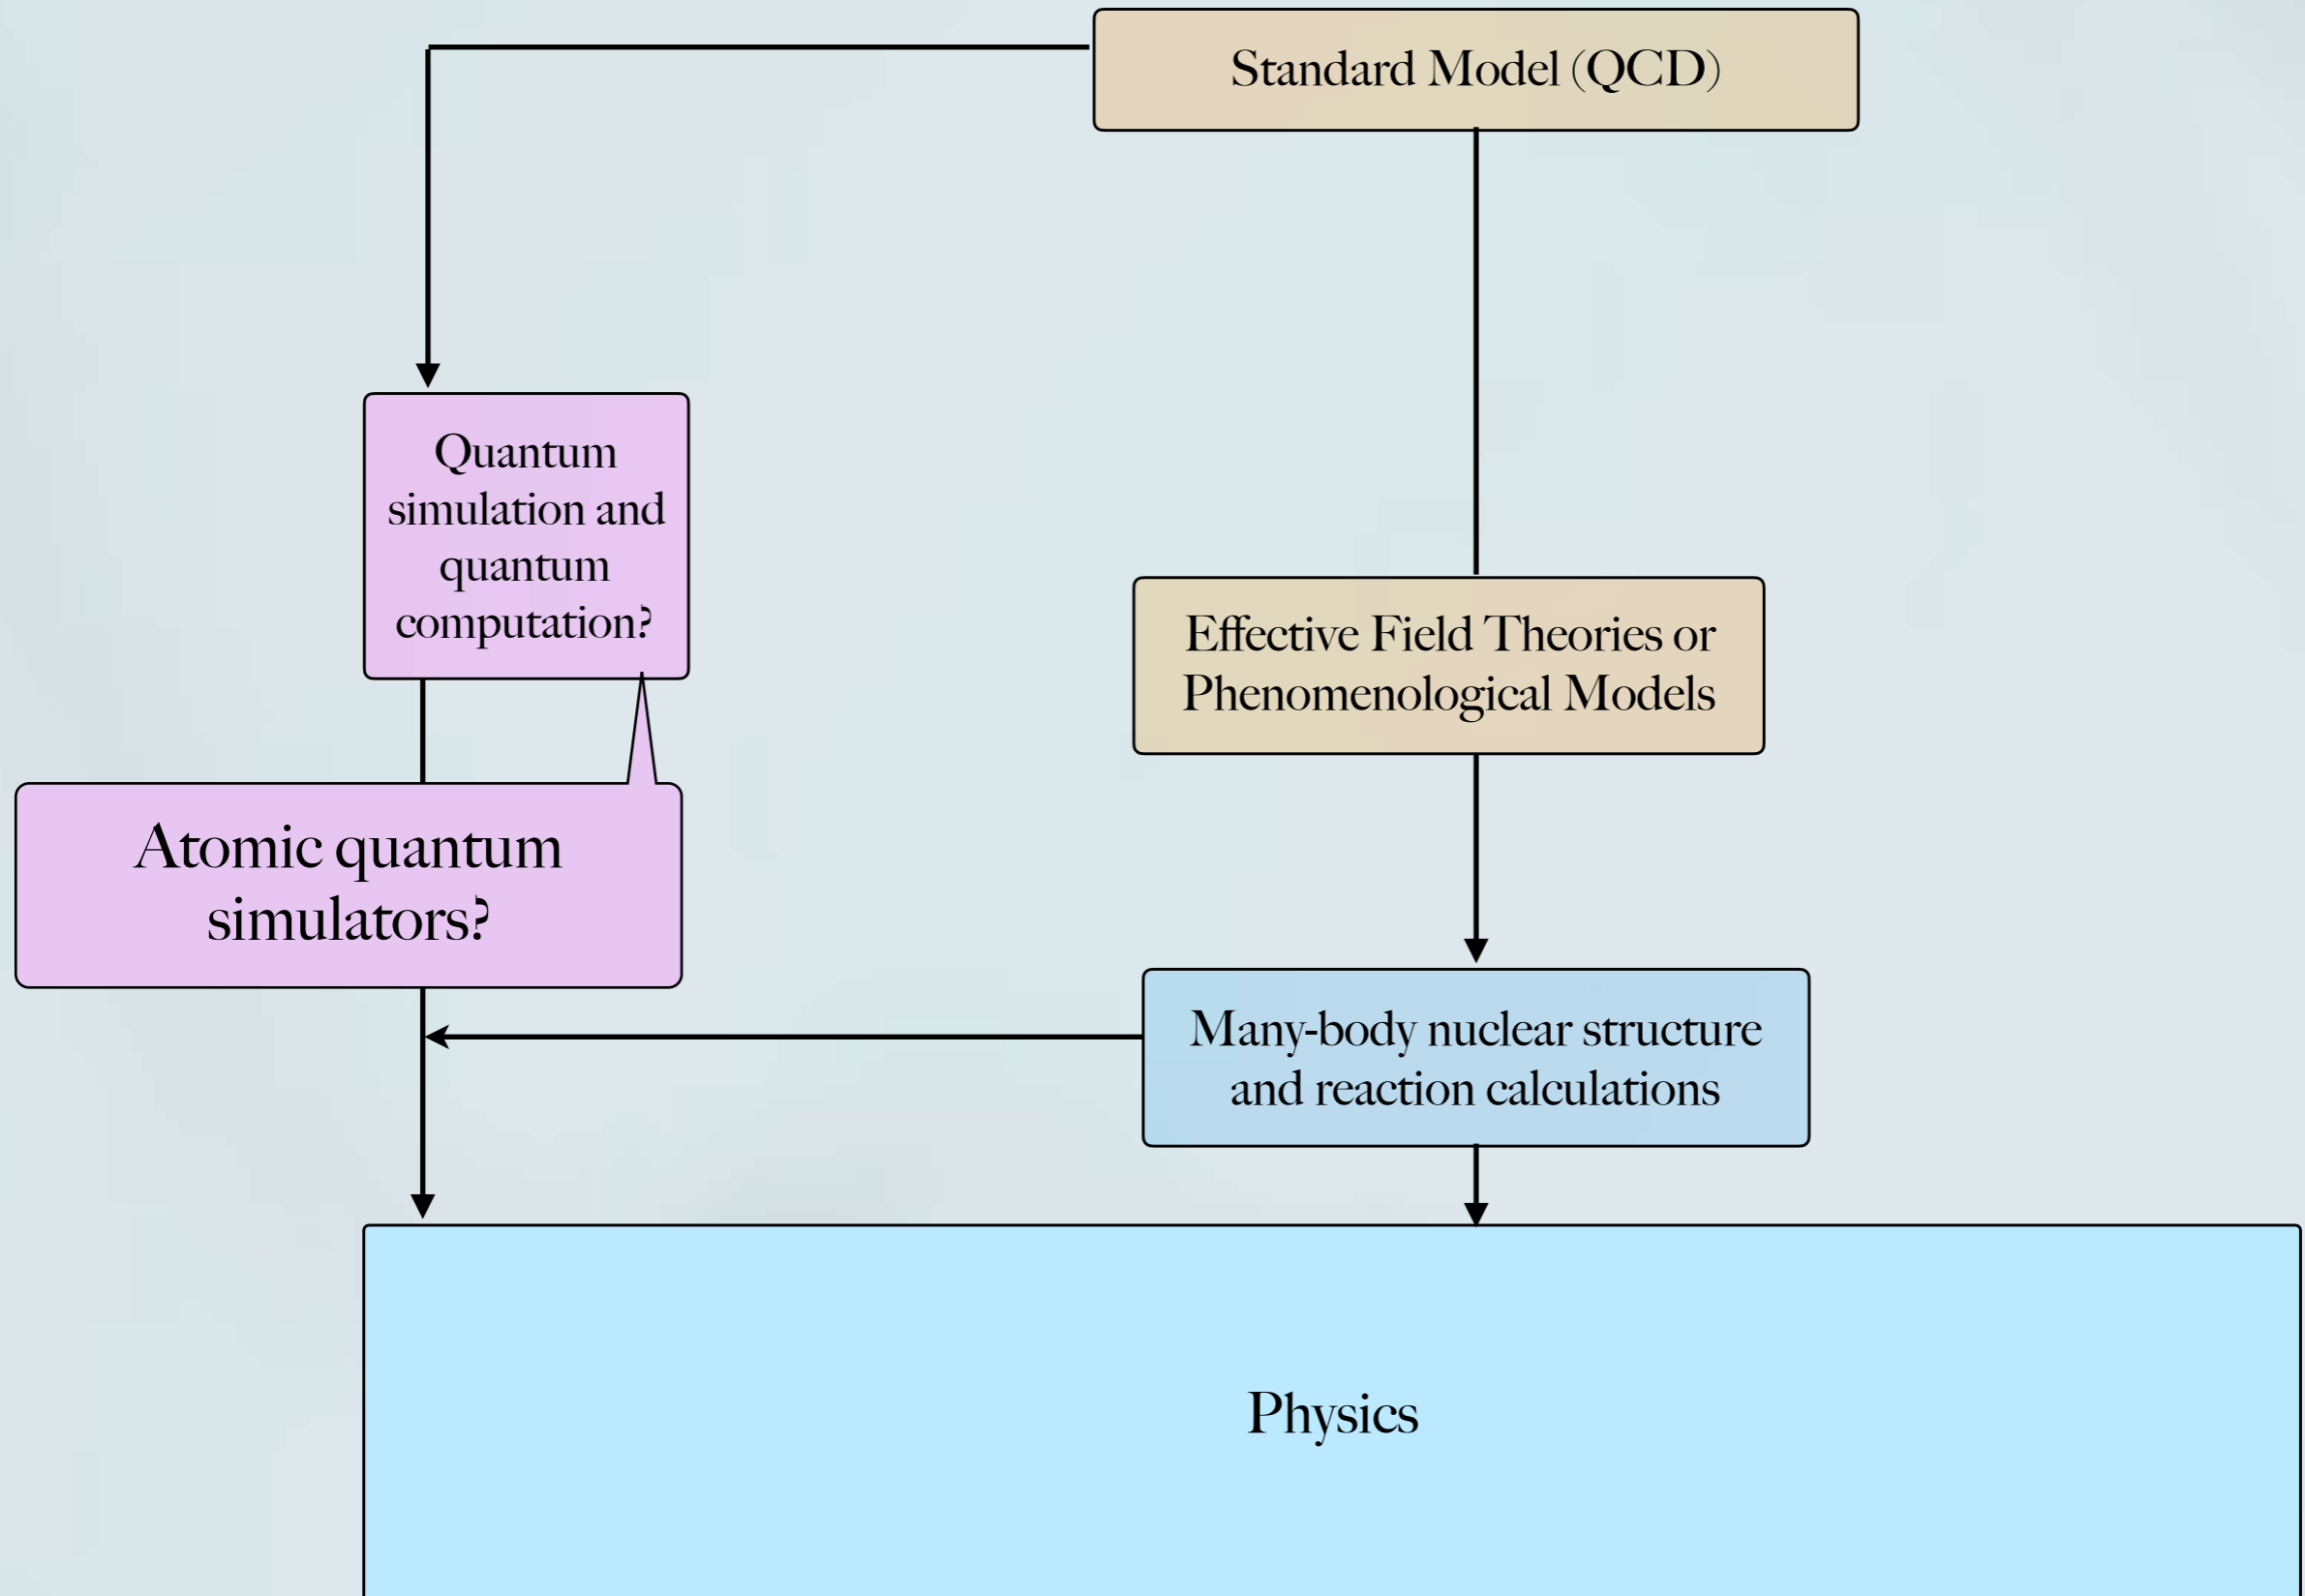 Standard Model (QCD)
Quantum
simulation and
quantum
computation?
Effective Field Theories or
Phenomenological Models
Atomic quantum
simulators?
Many-body nuclear structure
and reaction calculations
Physics